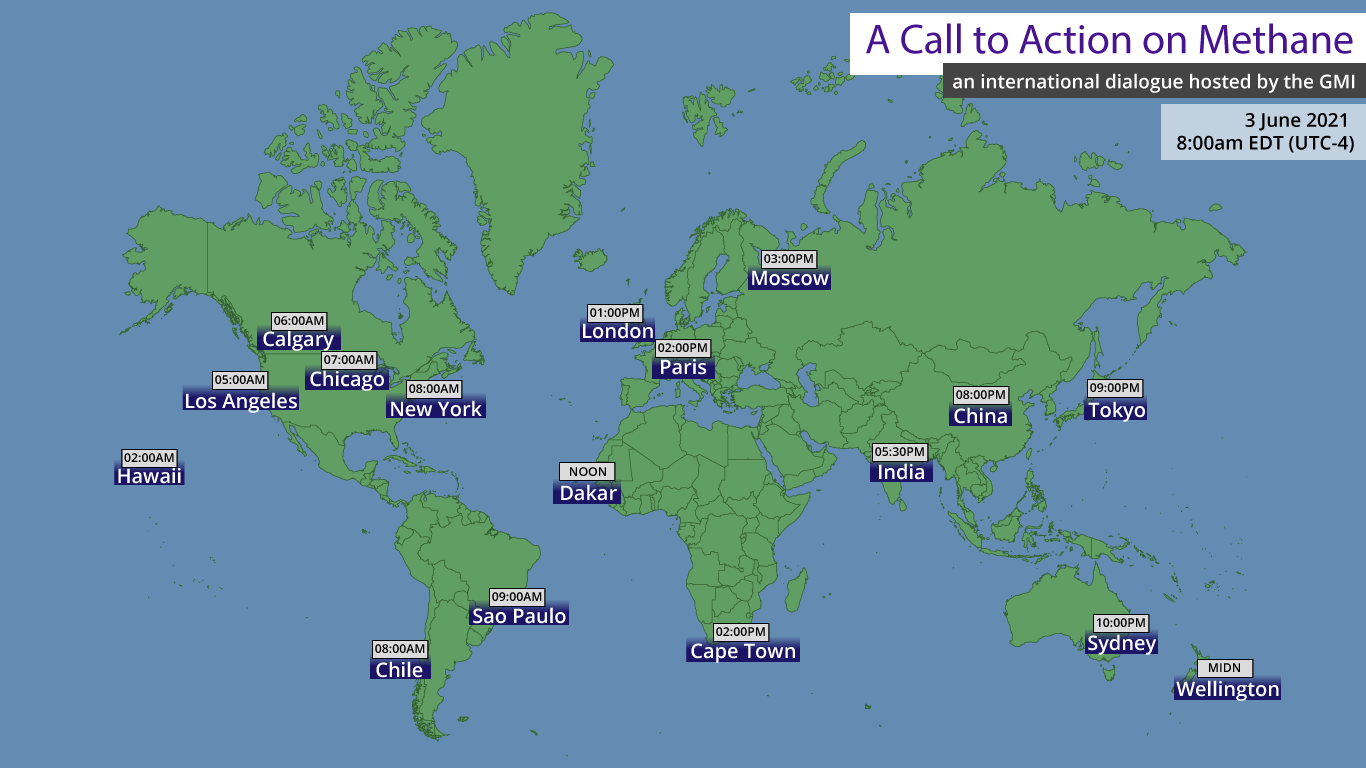 A Call to Action on Methane
an international dialogue hosted by the GMI
3 June 2021
8:00am EDT (UTC-4)
03:00PM
Moscow
01:00PM
London
06:00AM
Calgary
02:00PM
Paris
07:00AM
Chicago
05:00AM
Los Angeles
08:00AM
New York
08:00PM
China
09:00PM
Tokyo
02:00AM
Hawaii
NOON
Dakar
05:30PM
India
09:00AM
Sao Paulo
08:00AM
Chile
02:00PM
Cape Town
10:00PM
Sydney
MIDN
Wellington